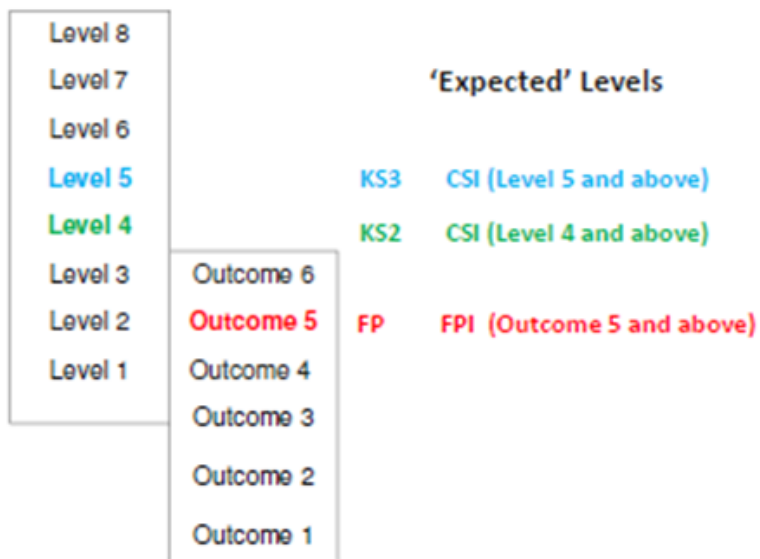 Level 8
Level 7
'Expected' Levels
Level 6
Level 5
KS3 CSI (Level 5 and above)
Level 4
KS2 CSI (Level 4 and above)
Level 3 Outcome 6
Level 2 Outcome 5 FP FPI (Outcome 5 and above)
Level 1 Outcome 4
Outcome 3
Outcome 2
Outcome 1